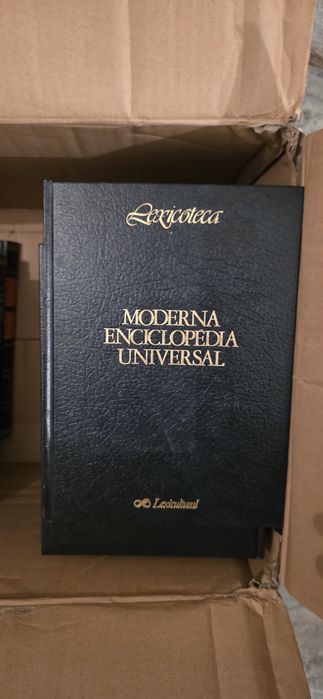 Lexicoteca
MODERNA
ENCICLOPÉDIA
UNIVERSAL
Lexicultural